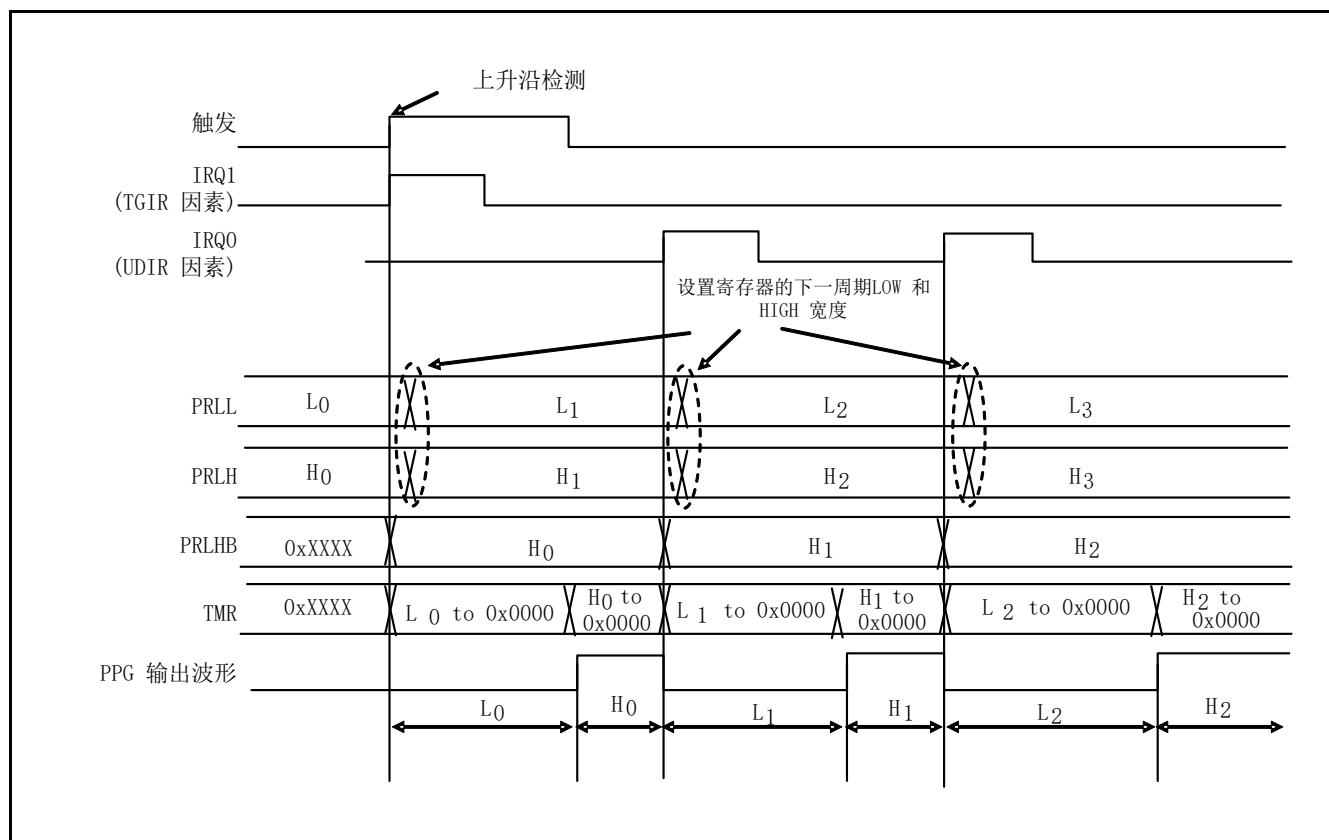 上升沿检测
触发
IRQ1
(TGIR 因素)
IRQ0
(UDIR 因素)
设置寄存器的下一周期LOW 和
HIGH 宽度
PRLL L0 L1 L2 L3
PRLH H0 H1 H2 H3
PRLHB 0xXXXX H0 H1 H2
TMR 0xXXXX L 0 to 0x0000 H0 to
0x0000 L 1 to 0x0000 H1 to
0x0000 L 2 to 0x0000 H2 to
0x0000
PPG 输出波形
L0 H0 L1 H1 L2 H2